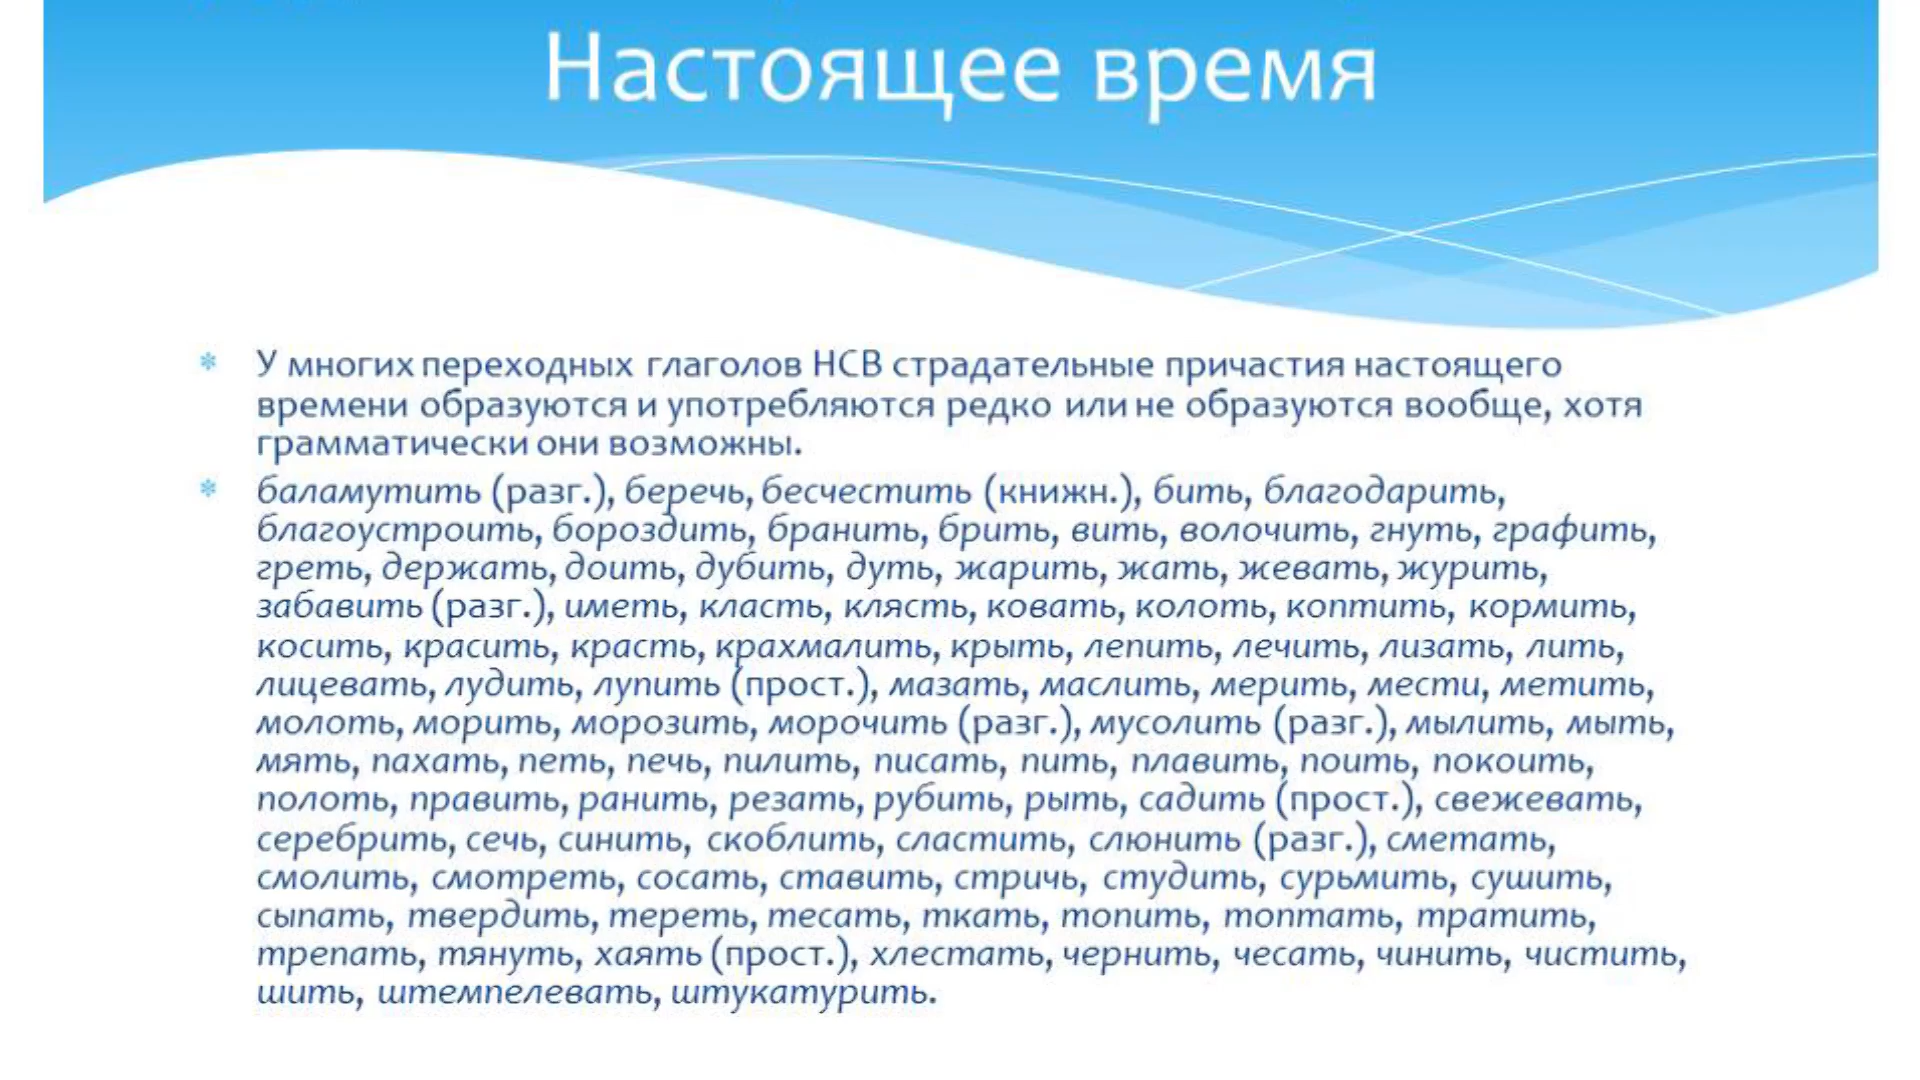 Настоящее время
У многих переходных глаголов НСВ страдательные причастия настоящего
времени образуются и употребляются редко или не образуются вообще, хотя
грамматически они возможны.
баламутить (разг.), беречь, бесчестить (книжн.), бить, благодарить,
благоустроить, бороздить, бранить, брить, вить, волочить, гнуть, графить,
греть, держать, доить, дубить, дуть, жарить, жать, жевать, журить,
забавить (разг.), иметь, класть, клясть, ковать, колоть, коптить, кормить,
косить, красить, красть, крахмалить, крыть, лепить, лечить, лизать, лить,
лицевать, лудить, лупить (прост.), мазать, маслить, мерить, мести, метить,
молоть, морить, морозить, морочить (разг.), мусолить (разг.), мылить, мыть,
мять, пахать, петь, печь, пилить, писать, пить, плавить, поить, покоить,
полоть, править, ранить, резать, рубить, рыть, садить (прост.), свежевать,
серебрить, сечь, синить, скоблить, сластить, слюнить (разг.), сметать,
смолить, смотреть, сосать, ставить, стричь, студить, сурьмить, сушить,
сыпать, твердить, тереть, тесать, ткать, топить, топтать, тратить,
трепать, тянуть, хаять (прост.), хлестать, чернить, чесать, чинить, чистить,
шить, штемпелевать, штукатурить.